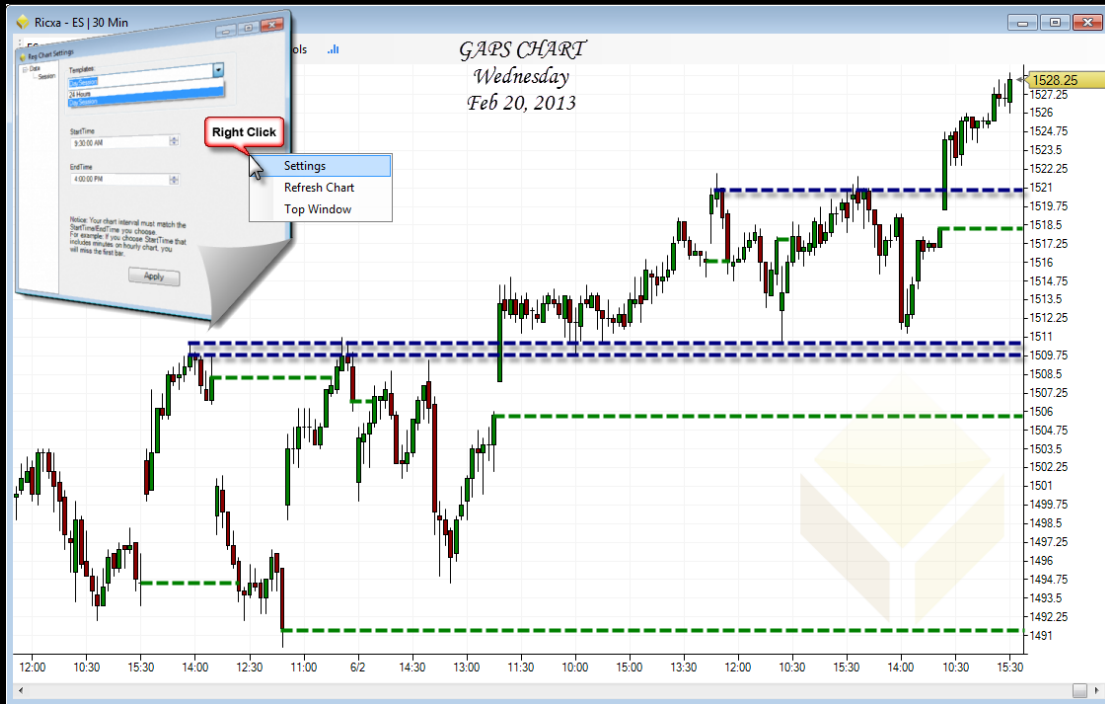 Ricxa - ES | 30 Min
ols
GAPS CHART
Wednesday
Feb 20, 2013
Reg Chart Settings
Data
Session
Templates:
Day Session
24 Hours
Day Session
StartTime
9:30:00 AM
EndTime
4:00:00 PM
Notice: Your chart interval must match the
StartTime/EndTime you choose.
For example: if you choose StartTime that
includes minutes on hourly chart, you
will miss the first bar.
Apply
Right Click
Settings
Refresh Chart
Top Window
1528.25
1527.25
1526
1524.75
1523.5
1522.25
1521
1519.75
1518.5
1517.25
1516
1514.75
1513.5
1512.25
1511
1509.75
1508.5
1507.25
1506
1504.75
1503.5
1502.25
1501
1499.75
1498.5
1497.25
1496
1494.75
1493.5
1492.25
1491
12:00 10:30 15:30 14:00 12:30 11:00 6/2 14:30 13:00 11:30 10:00 15:00 13:30 12:00 10:30 15:30 14:00 10:30 15:30